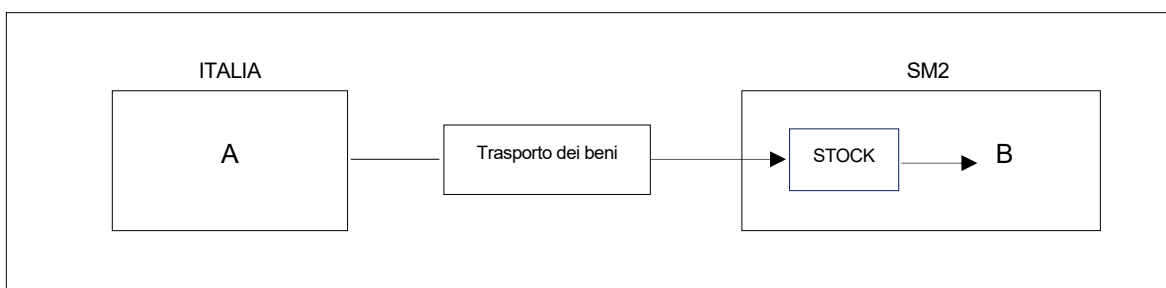 ITALIA
SM2
A
Trasporto dei beni
STOCK
B